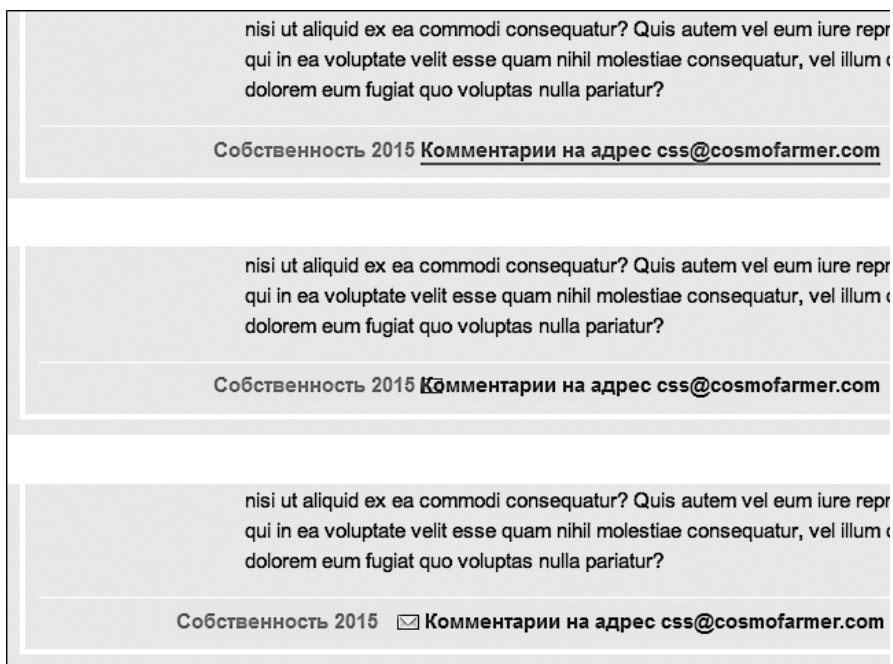 nisi ut aliquid ex ea commodi consequatur? Quis autem vel eum iure repr
qui in ea voluptate velit esse quam nihil molestiae consequatur, vel illum
dolorem eum fugiat quo voluptas nulla pariatur?
Собственность 2015 Комментарии на адрес css@cosmofarmer.com
nisi ut aliquid ex ea commodi consequatur? Quis autem vel eum iure repr
qui in ea voluptate velit esse quam nihil molestiae consequatur, vel illum
dolorem eum fugiat quo voluptas nulla pariatur?
Собственность 2015 Комментарии на адрес css@cosmofarmer.com
nisi ut aliquid ex ea commodi consequatur? Quis autem vel eum iure repr
qui in ea voluptate velit esse quam nihil molestiae consequatur, vel illum
dolorem eum fugiat quo voluptas nulla pariatur?
Собственность 2015 Комментарии на адрес css@cosmofarmer.com